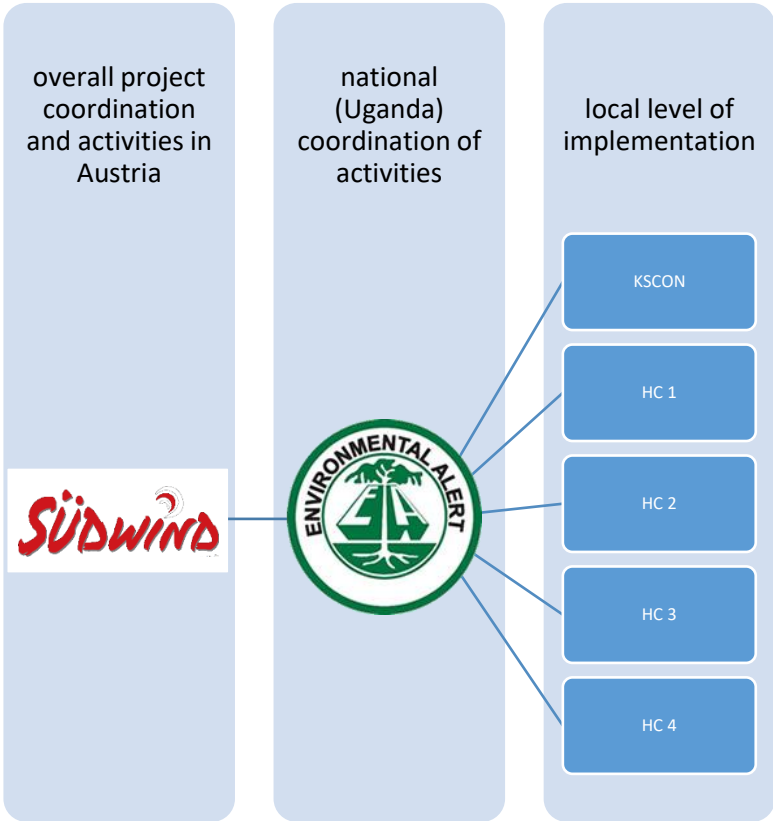 overall project
coordination
and activities in
Austria
national
(Uganda)
coordination of
activities
local level of
implementation
SÜDWIND
ENVIRONMENTAL ALERT
EA
KSCON
HC 1
HC 2
HC 3
HC 4